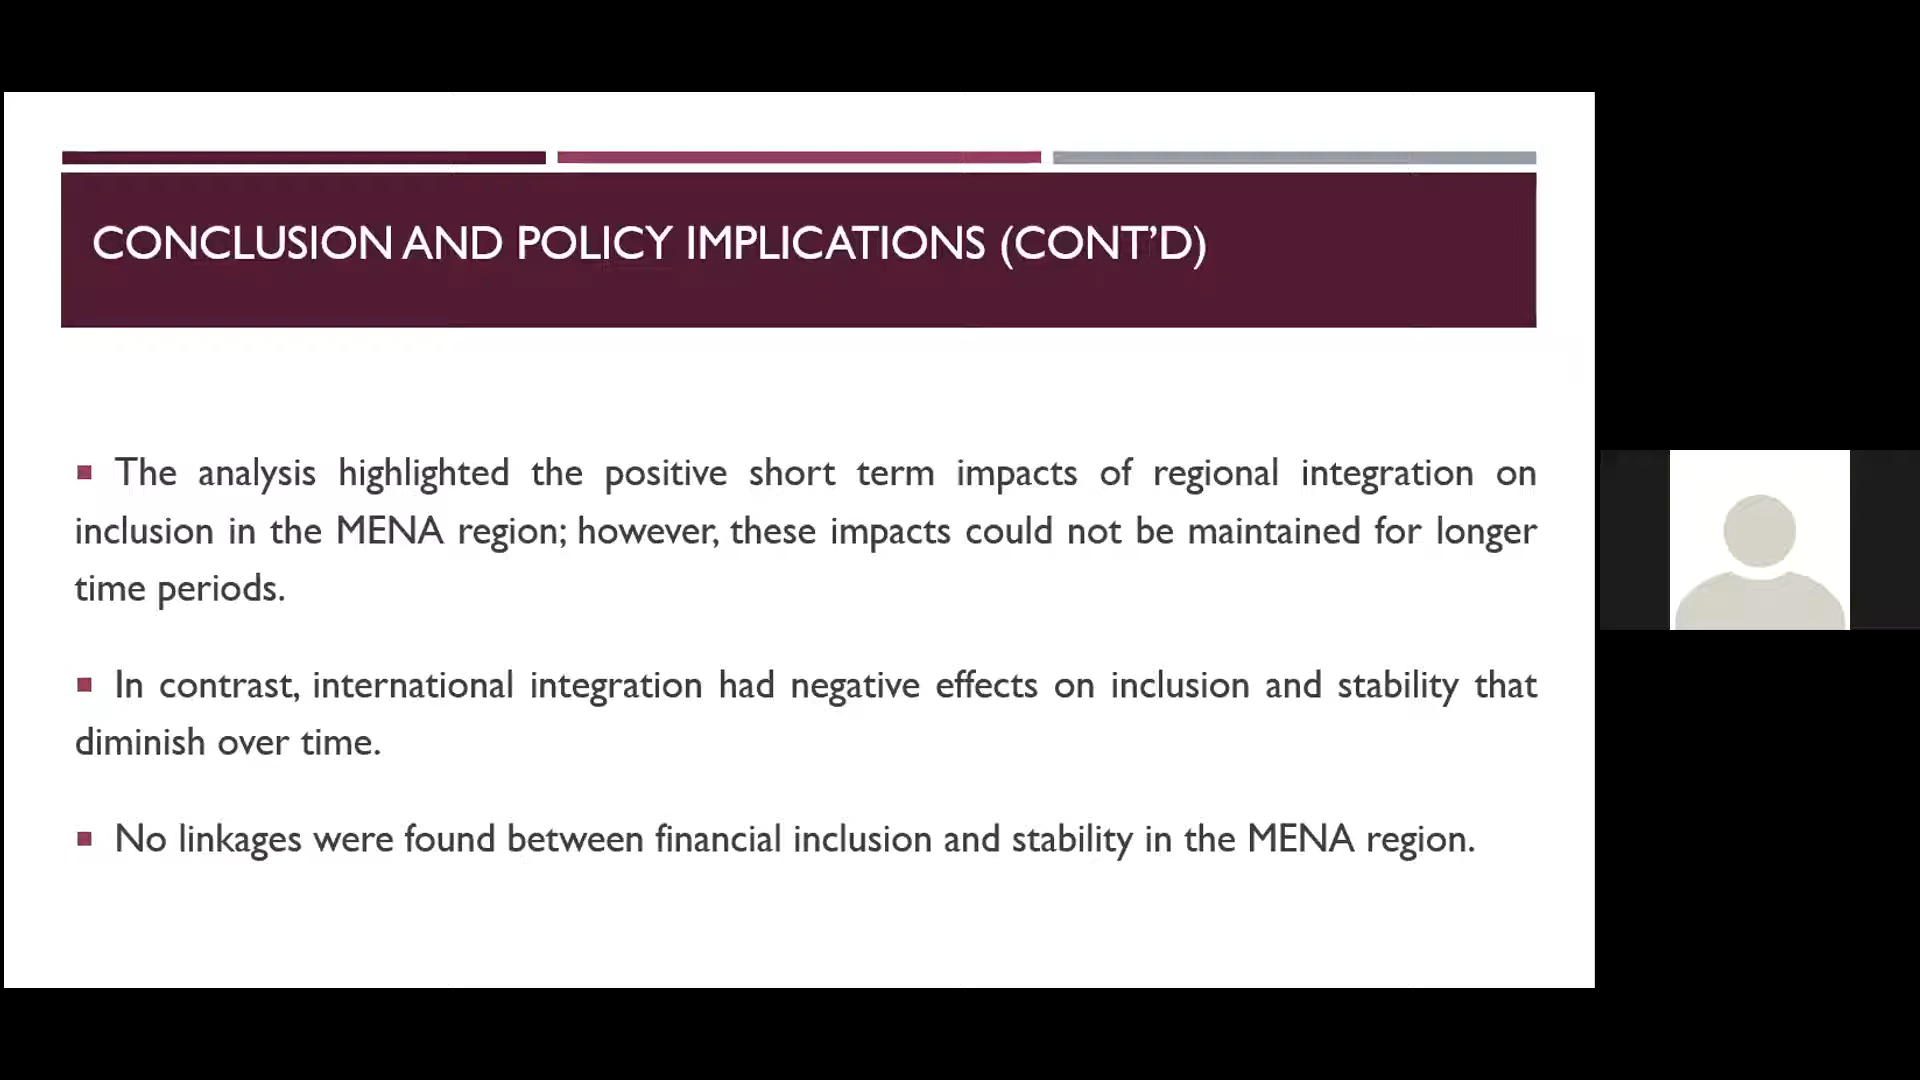 CONCLUSION AND POLICY IMPLICATIONS (CONT’D)
▪ The analysis highlighted the positive short term impacts of regional integration on
inclusion in the MENA region; however, these impacts could not be maintained for longer
time periods.
▪ In contrast, international integration had negative effects on inclusion and stability that
diminish over time.
▪ No linkages were found between financial inclusion and stability in the MENA region.